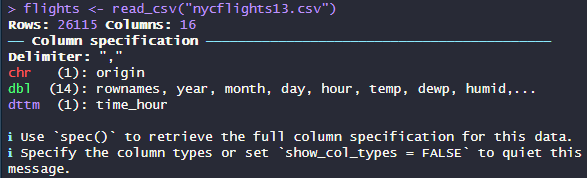 > flights <- read_csv("nycflights13.csv")
Rows: 26115 Columns: 16
── Column specification ─────────────────────────────────────────
Delimiter: ","
chr   (1): origin
dbl  (14): rownames, year, month, day, hour, temp, dewp, humid,...
dttm  (1): time_hour

ℹ Use `spec()` to retrieve the full column specification for this data.
ℹ Specify the column types or set `show_col_types = FALSE` to quiet this
message.